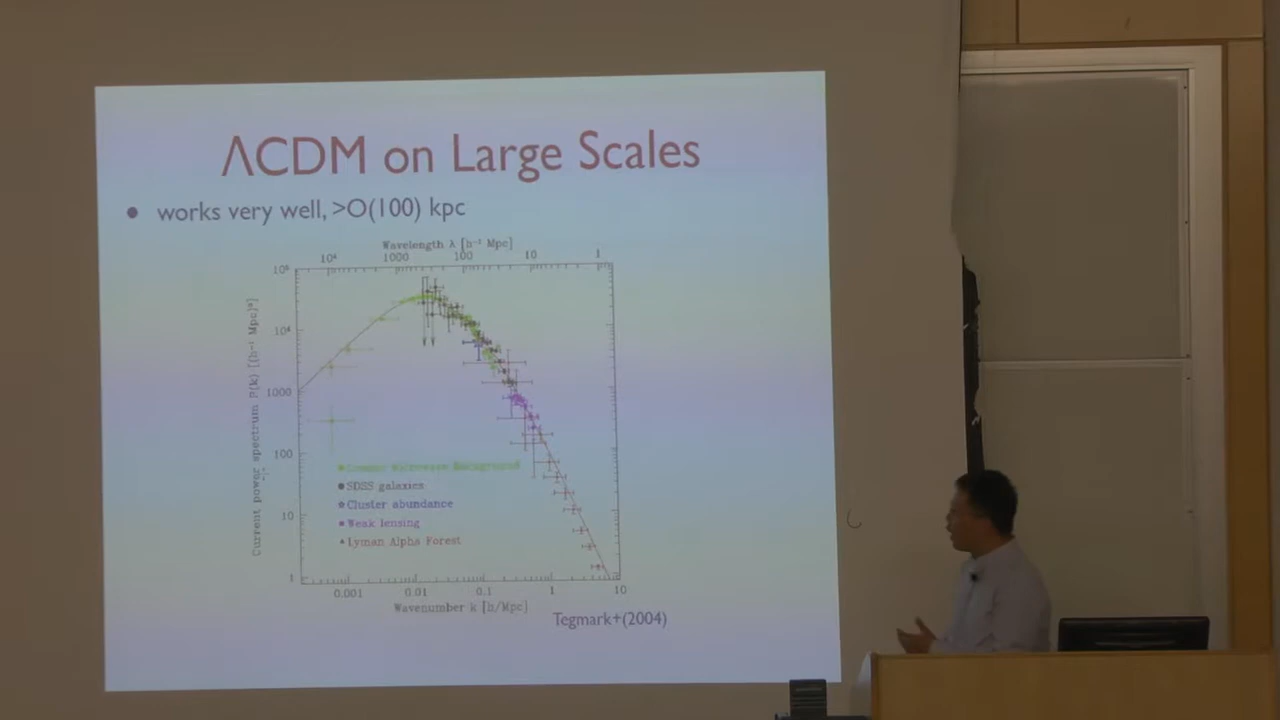 ΛCDM on Large Scales
• works very well, >O(100) kpc
Wavelength λ [h⁻¹ Mpc]
10⁴ 1000 100 10 1
10⁵
10⁴
1000
100
10
1
Current power spectrum P(k) [(h⁻¹ Mpc)³]
Cosmic Microwave Background
SDSS galaxies
Cluster abundance
Weak lensing
Lyman Alpha Forest
0.001 0.01 0.1 1 10
Wavenumber k [h/Mpc]
Tegmark+(2004)